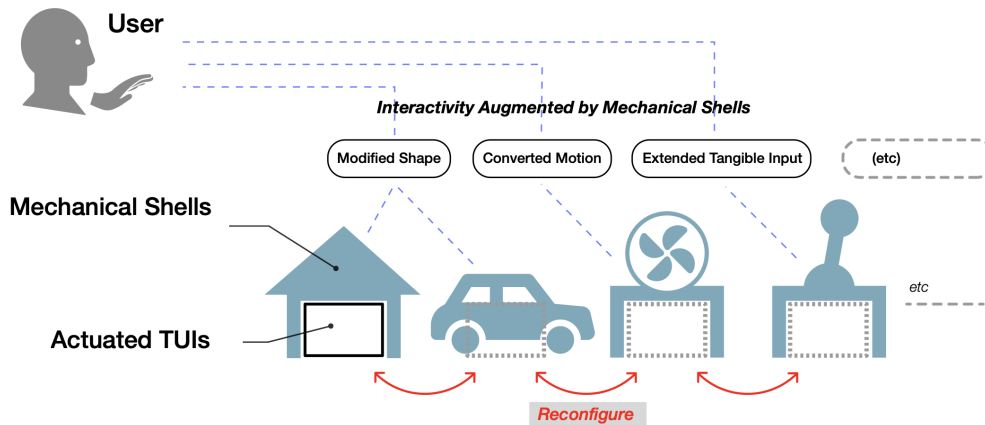 User
Interactivity Augmented by Mechanical Shells
Modified Shape
Converted Motion
Extended Tangible Input
(etc)
Mechanical Shells
etc
Actuated TUIs
Reconfigure